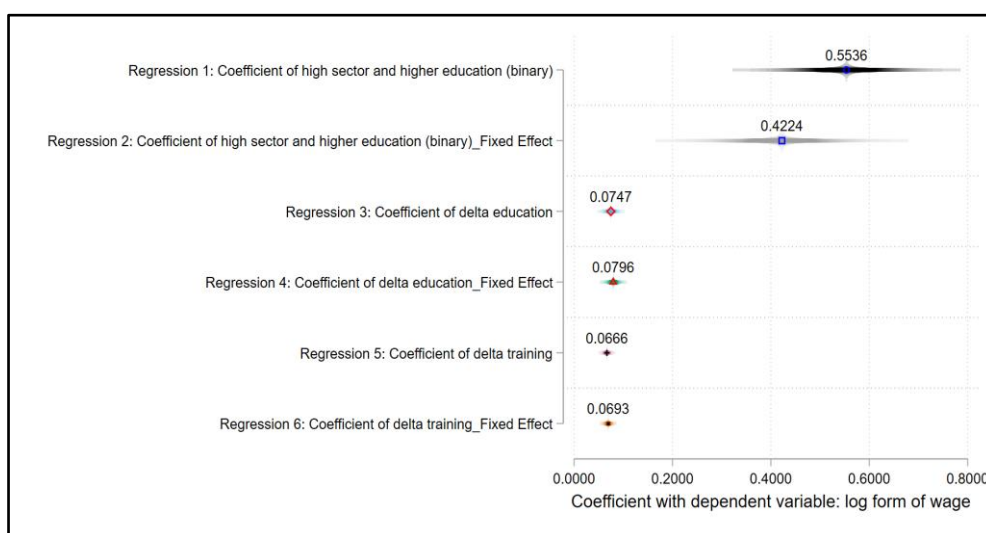 Regression 1: Coefficient of high sector and higher education (binary)
0.5536
Regression 2: Coefficient of high sector and higher education (binary)_Fixed Effect
0.4224
Regression 3: Coefficient of delta education
0.0747
Regression 4: Coefficient of delta education_Fixed Effect
0.0796
Regression 5: Coefficient of delta training
0.0666
Regression 6: Coefficient of delta training_Fixed Effect
0.0693
0.0000 0.2000 0.4000 0.6000 0.8000
Coefficient with dependent variable: log form of wage